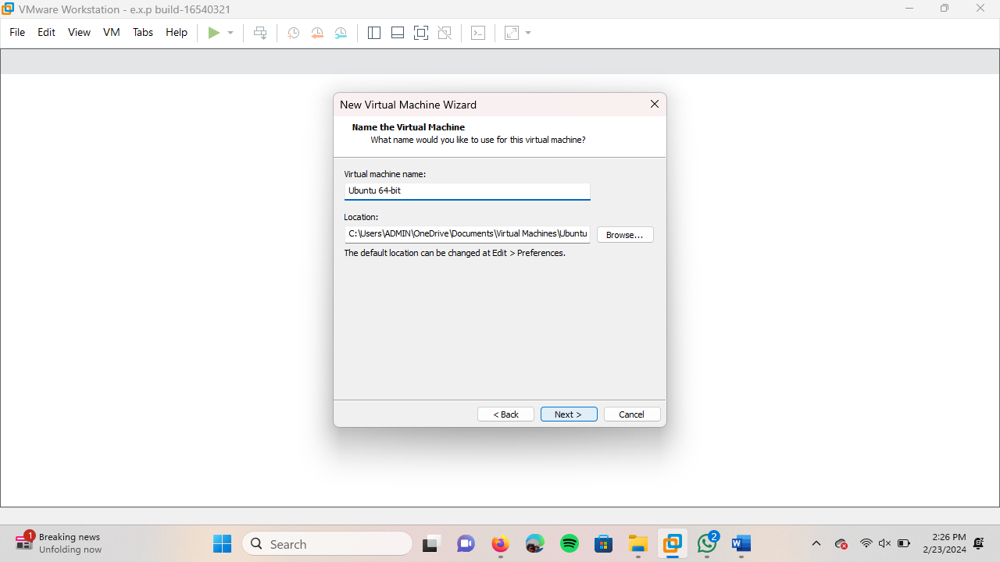 VMware Workstation - e.x.p build-16540321
File Edit View VM Tabs Help
New Virtual Machine Wizard
Name the Virtual Machine
What name would you like to use for this virtual machine?
Virtual machine name:
Ubuntu 64-bit
Location:
C:\Users\ADMIN\OneDrive\Documents\Virtual Machines\Ubuntu
Browse...
The default location can be changed at Edit > Preferences.
< Back Next > Cancel
1
Breaking news
Unfolding now
Search
2
2:26 PM
2/23/2024